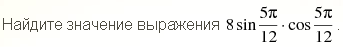 Найдите значение выражения 8 sin 5π/12 · cos 5π/12 .